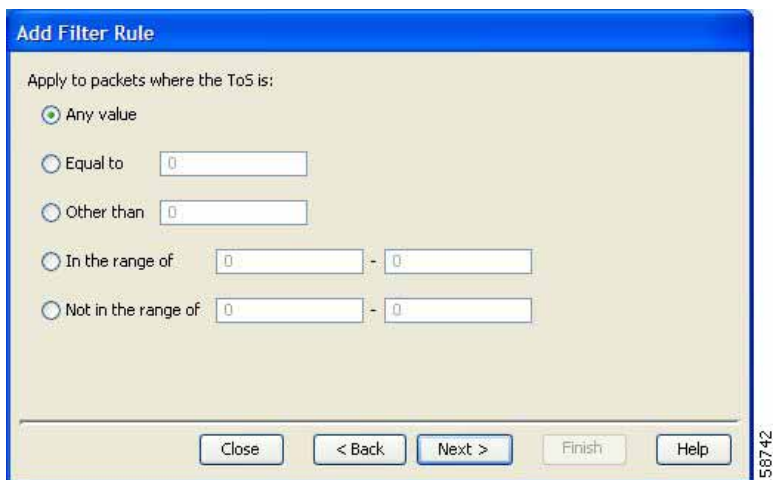 Add Filter Rule
Apply to packets where the ToS is:
Any value
Equal to 0
Other than 0
In the range of 0 - 0
Not in the range of 0 - 0
Close < Back Next > Finish Help
58742